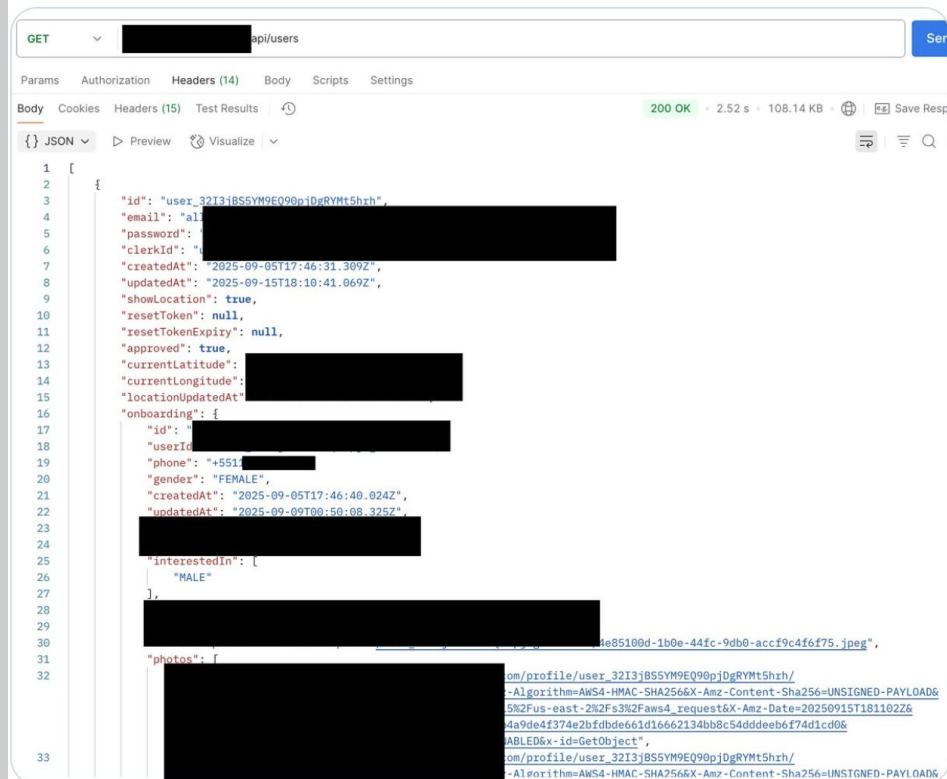 GET api/users Sen
Params Authorization Headers (14) Body Scripts Settings
Body Cookies Headers (15) Test Results 200 OK • 2.52 s • 108.14 KB • Save Resp
{} JSON Preview Visualize
1 [
2 {
3 "id": "user_32I3jBS5YM9EQ90pjDgRYMt5hrh",
4 "email": "al
5 "password": "
6 "clerkId": "u
7 "createdAt": "2025-09-05T17:46:31.309Z",
8 "updatedAt": "2025-09-15T18:10:41.069Z",
9 "showLocation": true,
10 "resetToken": null,
11 "resetTokenExpiry": null,
12 "approved": true,
13 "currentLatitude":
14 "currentLongitude":
15 "locationUpdatedAt"
16 "onboarding": {
17 "id": "
18 "userId
19 "phone": "+5511
20 "gender": "FEMALE",
21 "createdAt": "2025-09-05T17:46:40.024Z",
22 "updatedAt": "2025-09-09T00:50:08.325Z",
23
24
25 "interestedIn": [
26 "MALE"
27 ],
28
29
30 4e85100d-1b0e-44fc-9db0-accf9c4f6f75.jpeg",
31 "photos": [
32 com/profile/user_32I3jBS5YM9EQ90pjDgRYMt5hrh/
-Algorithm=AWS4-HMAC-SHA256&X-Amz-Content-Sha256=UNSIGNED-PAYLOAD&
5%2Fus-east-2%2Fs3%2Faws4_request&X-Amz-Date=20250915T181102Z&
4a9de4f374e2bfdbde661d16662134bb8c54dddeeb6f74d1cd0&
ABLED&x-id=GetObject",
33 com/profile/user_32I3jBS5YM9EQ90pjDgRYMt5hrh/
-Algorithm=AWS4-HMAC-SHA256&X-Amz-Content-Sha256=UNSIGNED-PAYLOAD&